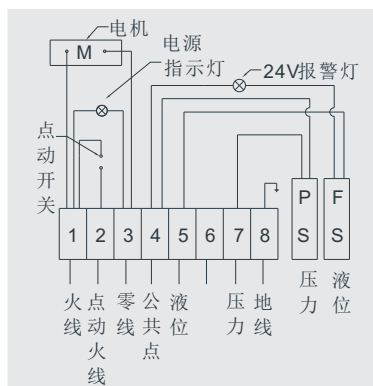 电机
M
电源
指示灯
24V报警灯
点动开关
P S
F S
1 2 3 4 5 6 7 8
压力
液位
火线
点动火线
零线
公共点
液位
压力
地线